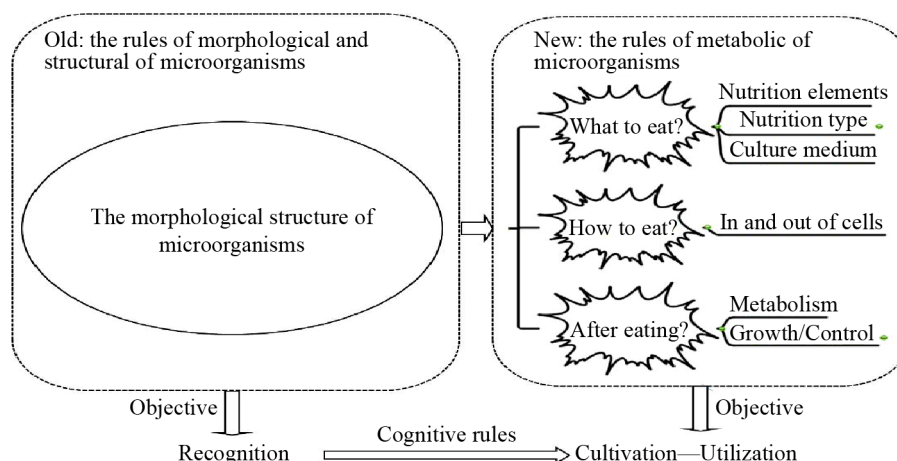 Old: the rules of morphological and
structural of microorganisms
The morphological structure of
microorganisms
New: the rules of metabolic of
microorganisms
What to eat?
Nutrition elements
Nutrition type
Culture medium
How to eat?
In and out of cells
After eating?
Metabolism
Growth/Control
Objective
Objective
Recognition
Cognitive rules
Cultivation—Utilization